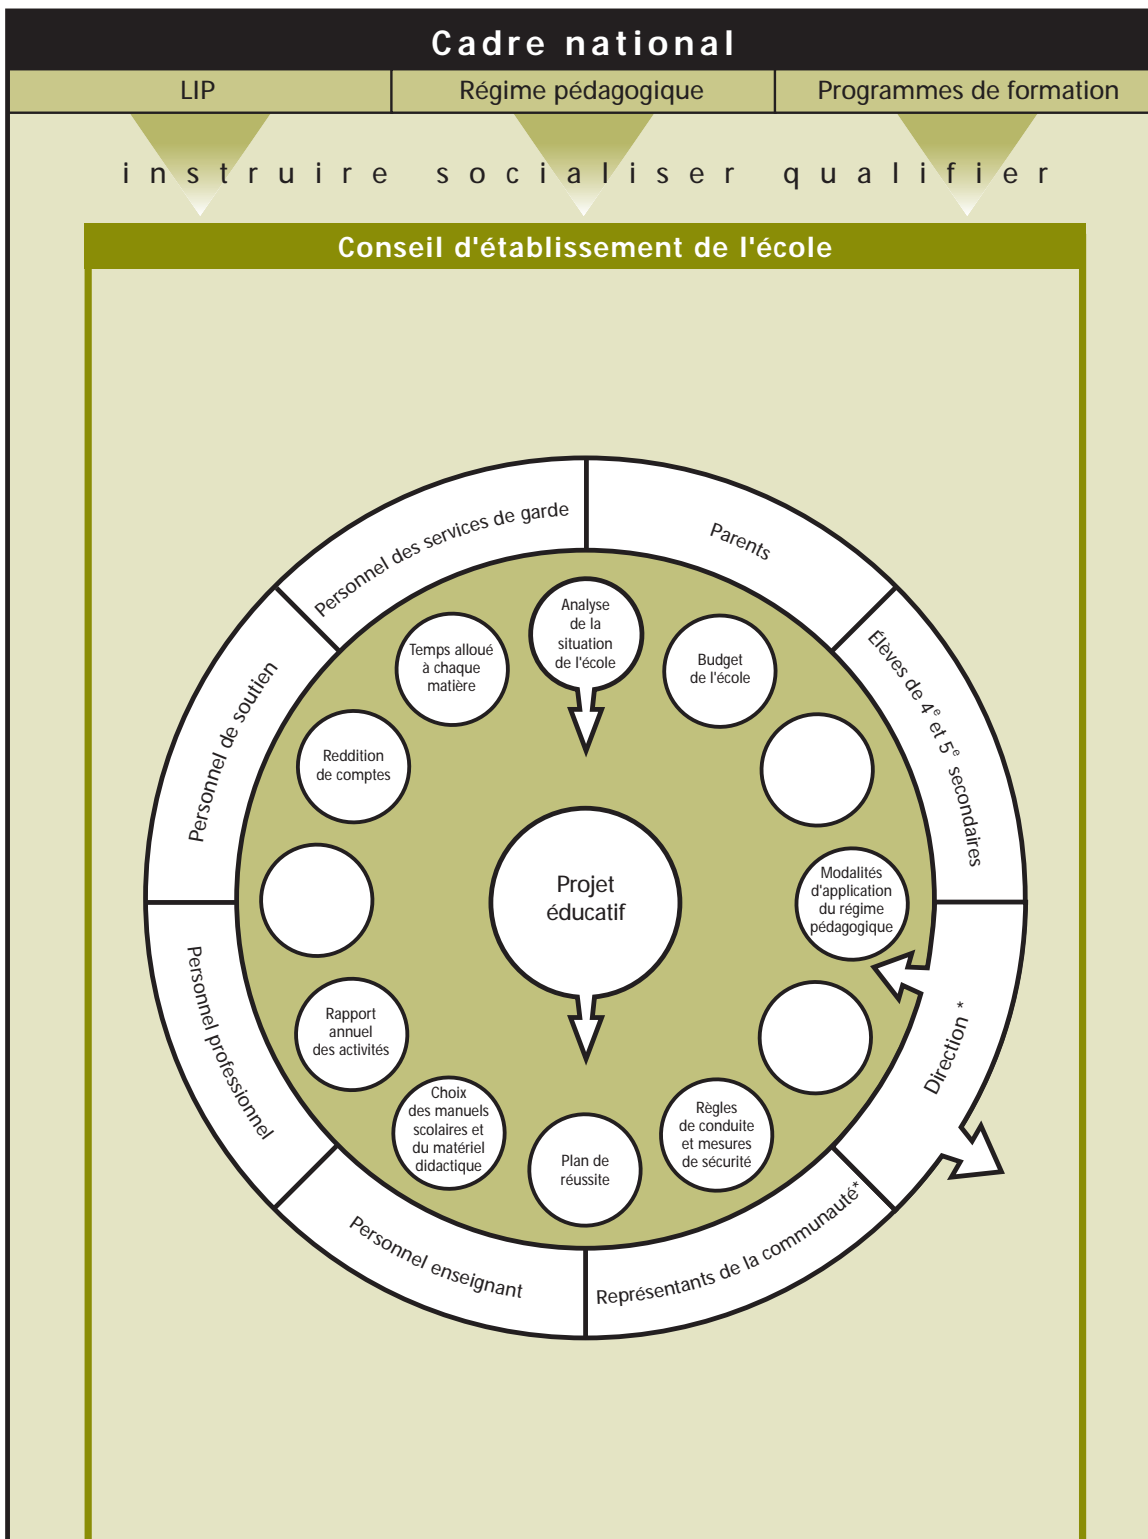 Cadre national
LIP
Régime pédagogique
Programmes de formation
instruire socialiser qualifier
Conseil d'établissement de l'école
Personnel des services de garde
Parents
Élèves de 4e et 5e secondaires
Direction *
Représentants de la communauté*
Personnel enseignant
Personnel professionnel
Personnel de soutien
Analyse
de la
situation
de l'école
Budget
de l'école
Modalités
d'application
du régime
pédagogique
Règles
de conduite
et mesures
de sécurité
Plan de
réussite
Choix
des manuels
scolaires et
du matériel
didactique
Rapport
annuel
des activités
Reddition
de comptes
Temps alloué
à chaque
matière
Projet
éducatif